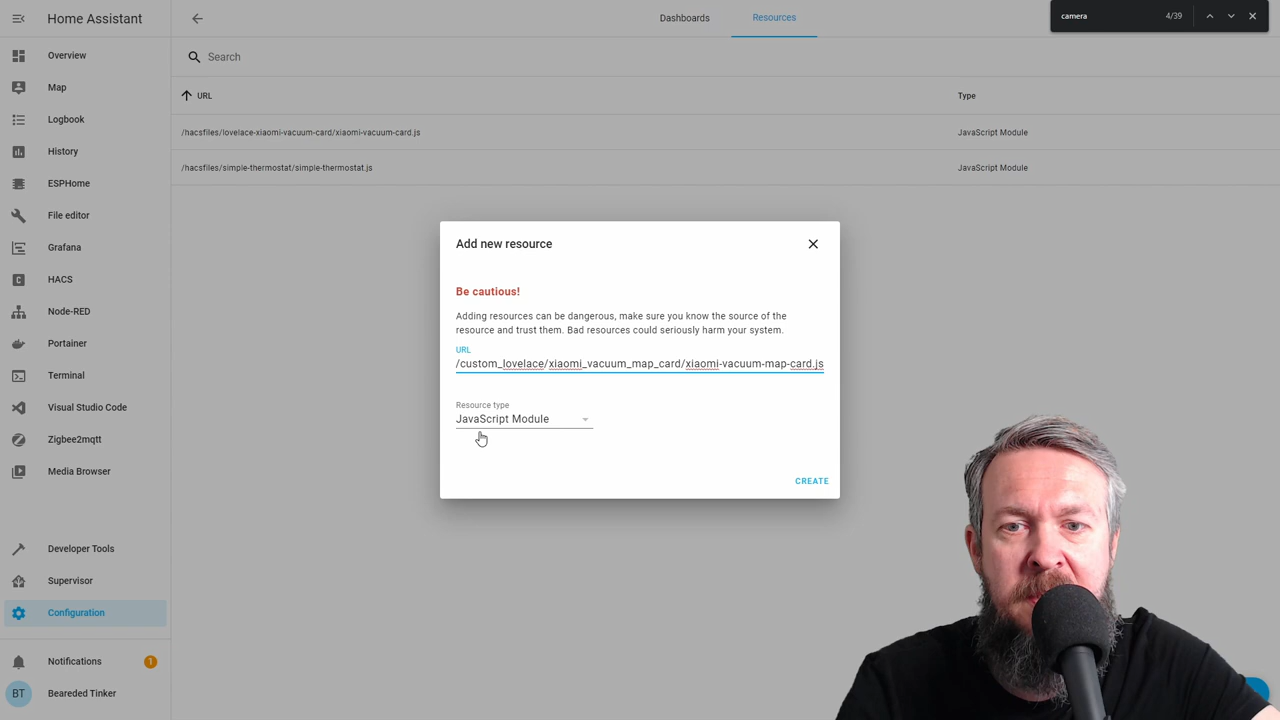 Home Assistant
Dashboards
Resources
camera
4/39
Overview
Search
Map
URL
Type
Logbook
/hacsfiles/lovelace-xiaomi-vacuum-card/xiaomi-vacuum-card.js
JavaScript Module
History
/hacsfiles/simple-thermostat/simple-thermostat.js
JavaScript Module
ESPHome
File editor
Grafana
HACS
Node-RED
Portainer
Terminal
Visual Studio Code
Zigbee2mqtt
Media Browser
Add new resource
Be cautious!
Adding resources can be dangerous, make sure you know the source of the
resource and trust them. Bad resources could seriously harm your system.
URL
/custom_lovelace/xiaomi_vacuum_map_card/xiaomi-vacuum-map-card.js
Resource type
JavaScript Module
CREATE
Developer Tools
Supervisor
Configuration
Notifications
1
BT
Beareded Tinker